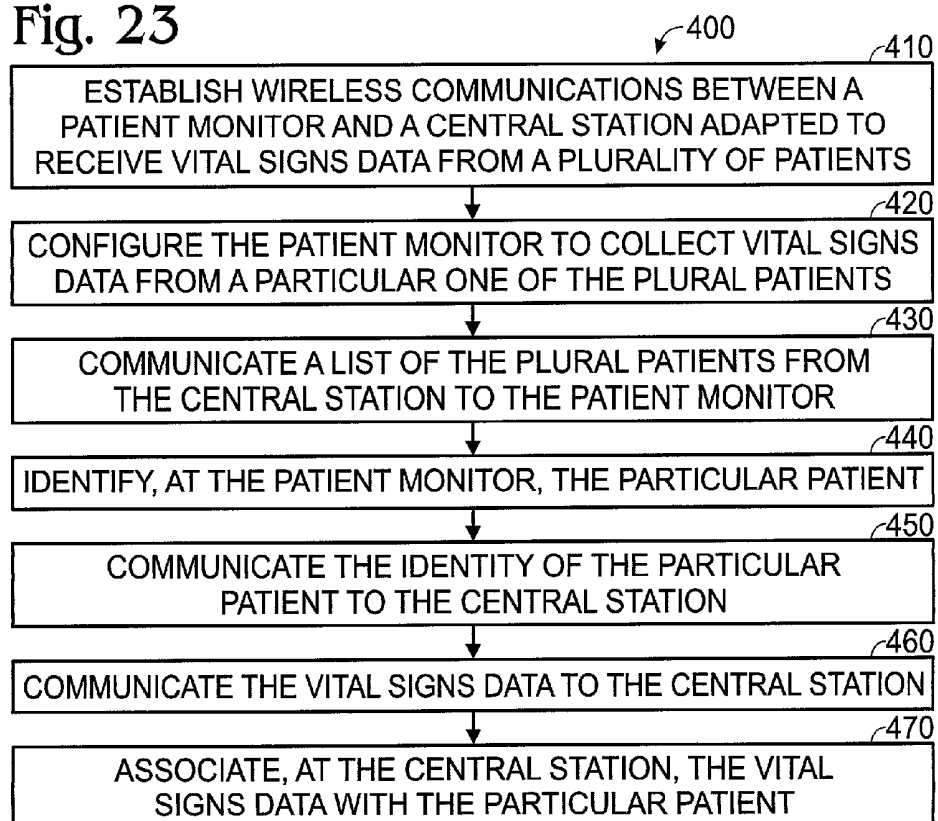 Fig. 23
400
410
ESTABLISH WIRELESS COMMUNICATIONS BETWEEN A
PATIENT MONITOR AND A CENTRAL STATION ADAPTED TO
RECEIVE VITAL SIGNS DATA FROM A PLURALITY OF PATIENTS
420
CONFIGURE THE PATIENT MONITOR TO COLLECT VITAL SIGNS
DATA FROM A PARTICULAR ONE OF THE PLURAL PATIENTS
430
COMMUNICATE A LIST OF THE PLURAL PATIENTS FROM
THE CENTRAL STATION TO THE PATIENT MONITOR
440
IDENTIFY, AT THE PATIENT MONITOR, THE PARTICULAR PATIENT
450
COMMUNICATE THE IDENTITY OF THE PARTICULAR
PATIENT TO THE CENTRAL STATION
460
COMMUNICATE THE VITAL SIGNS DATA TO THE CENTRAL STATION
470
ASSOCIATE, AT THE CENTRAL STATION, THE VITAL
SIGNS DATA WITH THE PARTICULAR PATIENT